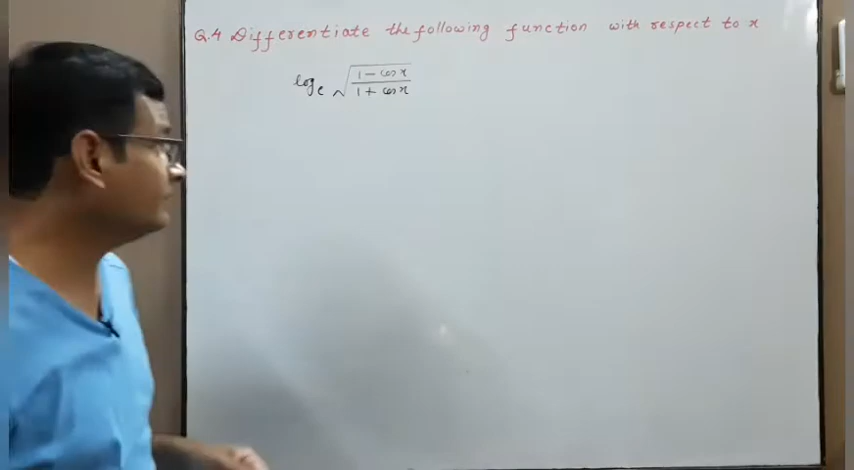 Q.4 Differentiate the following function with respect to x
logₑ √((1 - cos x)/(1 + cos x))